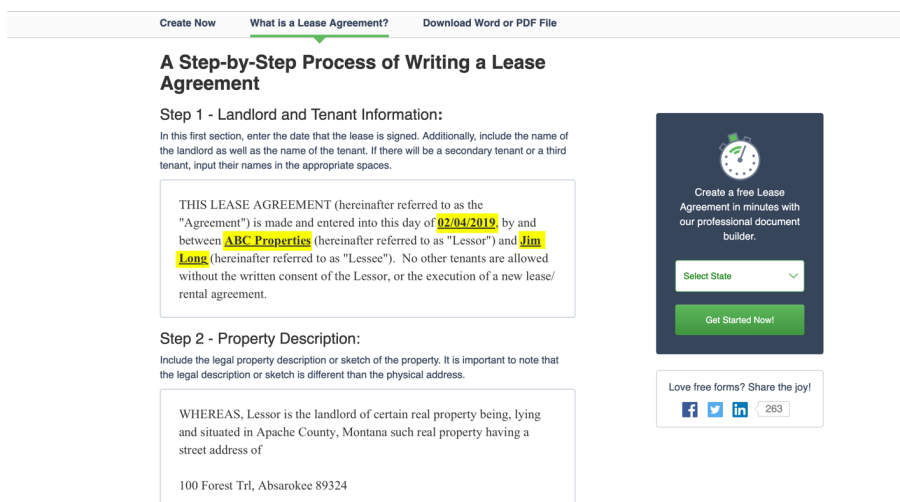 Create Now What is a Lease Agreement? Download Word or PDF File
A Step-by-Step Process of Writing a Lease
Agreement
Step 1 - Landlord and Tenant Information:
In this first section, enter the date that the lease is signed. Additionally, include the name of
the landlord as well as the name of the tenant. If there will be a secondary tenant or a third
tenant, input their names in the appropriate spaces.
THIS LEASE AGREEMENT (hereinafter referred to as the
"Agreement") is made and entered into this day of 02/04/2019, by and
between ABC Properties (hereinafter referred to as "Lessor") and Jim
Long (hereinafter referred to as "Lessee"). No other tenants are allowed
without the written consent of the Lessor, or the execution of a new lease/
rental agreement.
Step 2 - Property Description:
Include the legal property description or sketch of the property. It is important to note that
the legal description or sketch is different than the physical address.
WHEREAS, Lessor is the landlord of certain real property being, lying
and situated in Apache County, Montana such real property having a
street address of
100 Forest Trl, Absarokee 89324
Create a free Lease
Agreement in minutes with
our professional document
builder.
Select State
Get Started Now!
Love free forms? Share the joy!
263